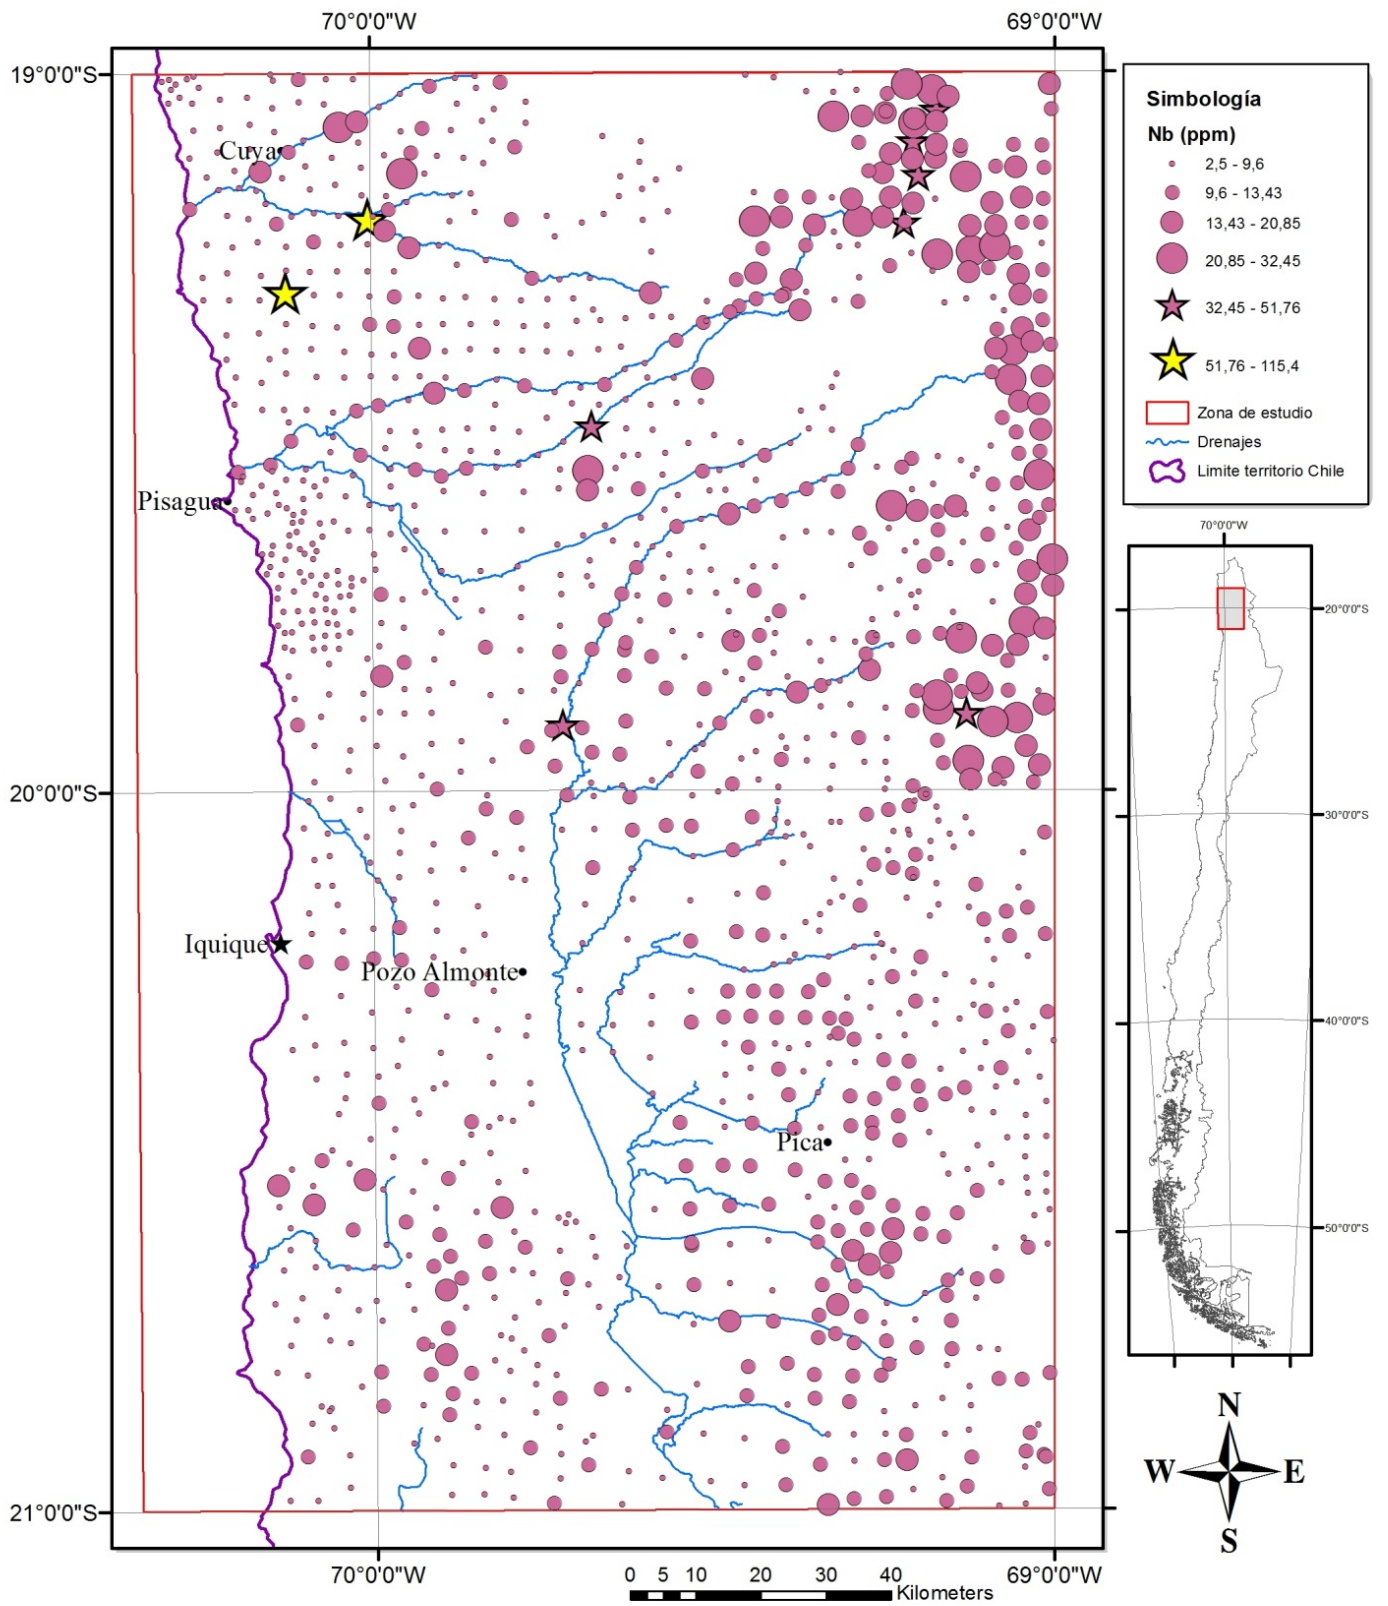 70°0'0"W
69°0'0"W
19°0'0"S
Cuya
Pisagua
20°0'0"S
Iquique
Pozo Almonte
Pica
21°0'0"S
70°0'0"W
69°0'0"W
0 5 10 20 30 40
Kilometers
Simbología
Nb (ppm)
2,5 - 9,6
9,6 - 13,43
13,43 - 20,85
20,85 - 32,45
32,45 - 51,76
51,76 - 115,4
Zona de estudio
Drenajes
Limite territorio Chile
70°0'0"W
20°0'0"S
30°0'0"S
40°0'0"S
50°0'0"S
N
W E
S